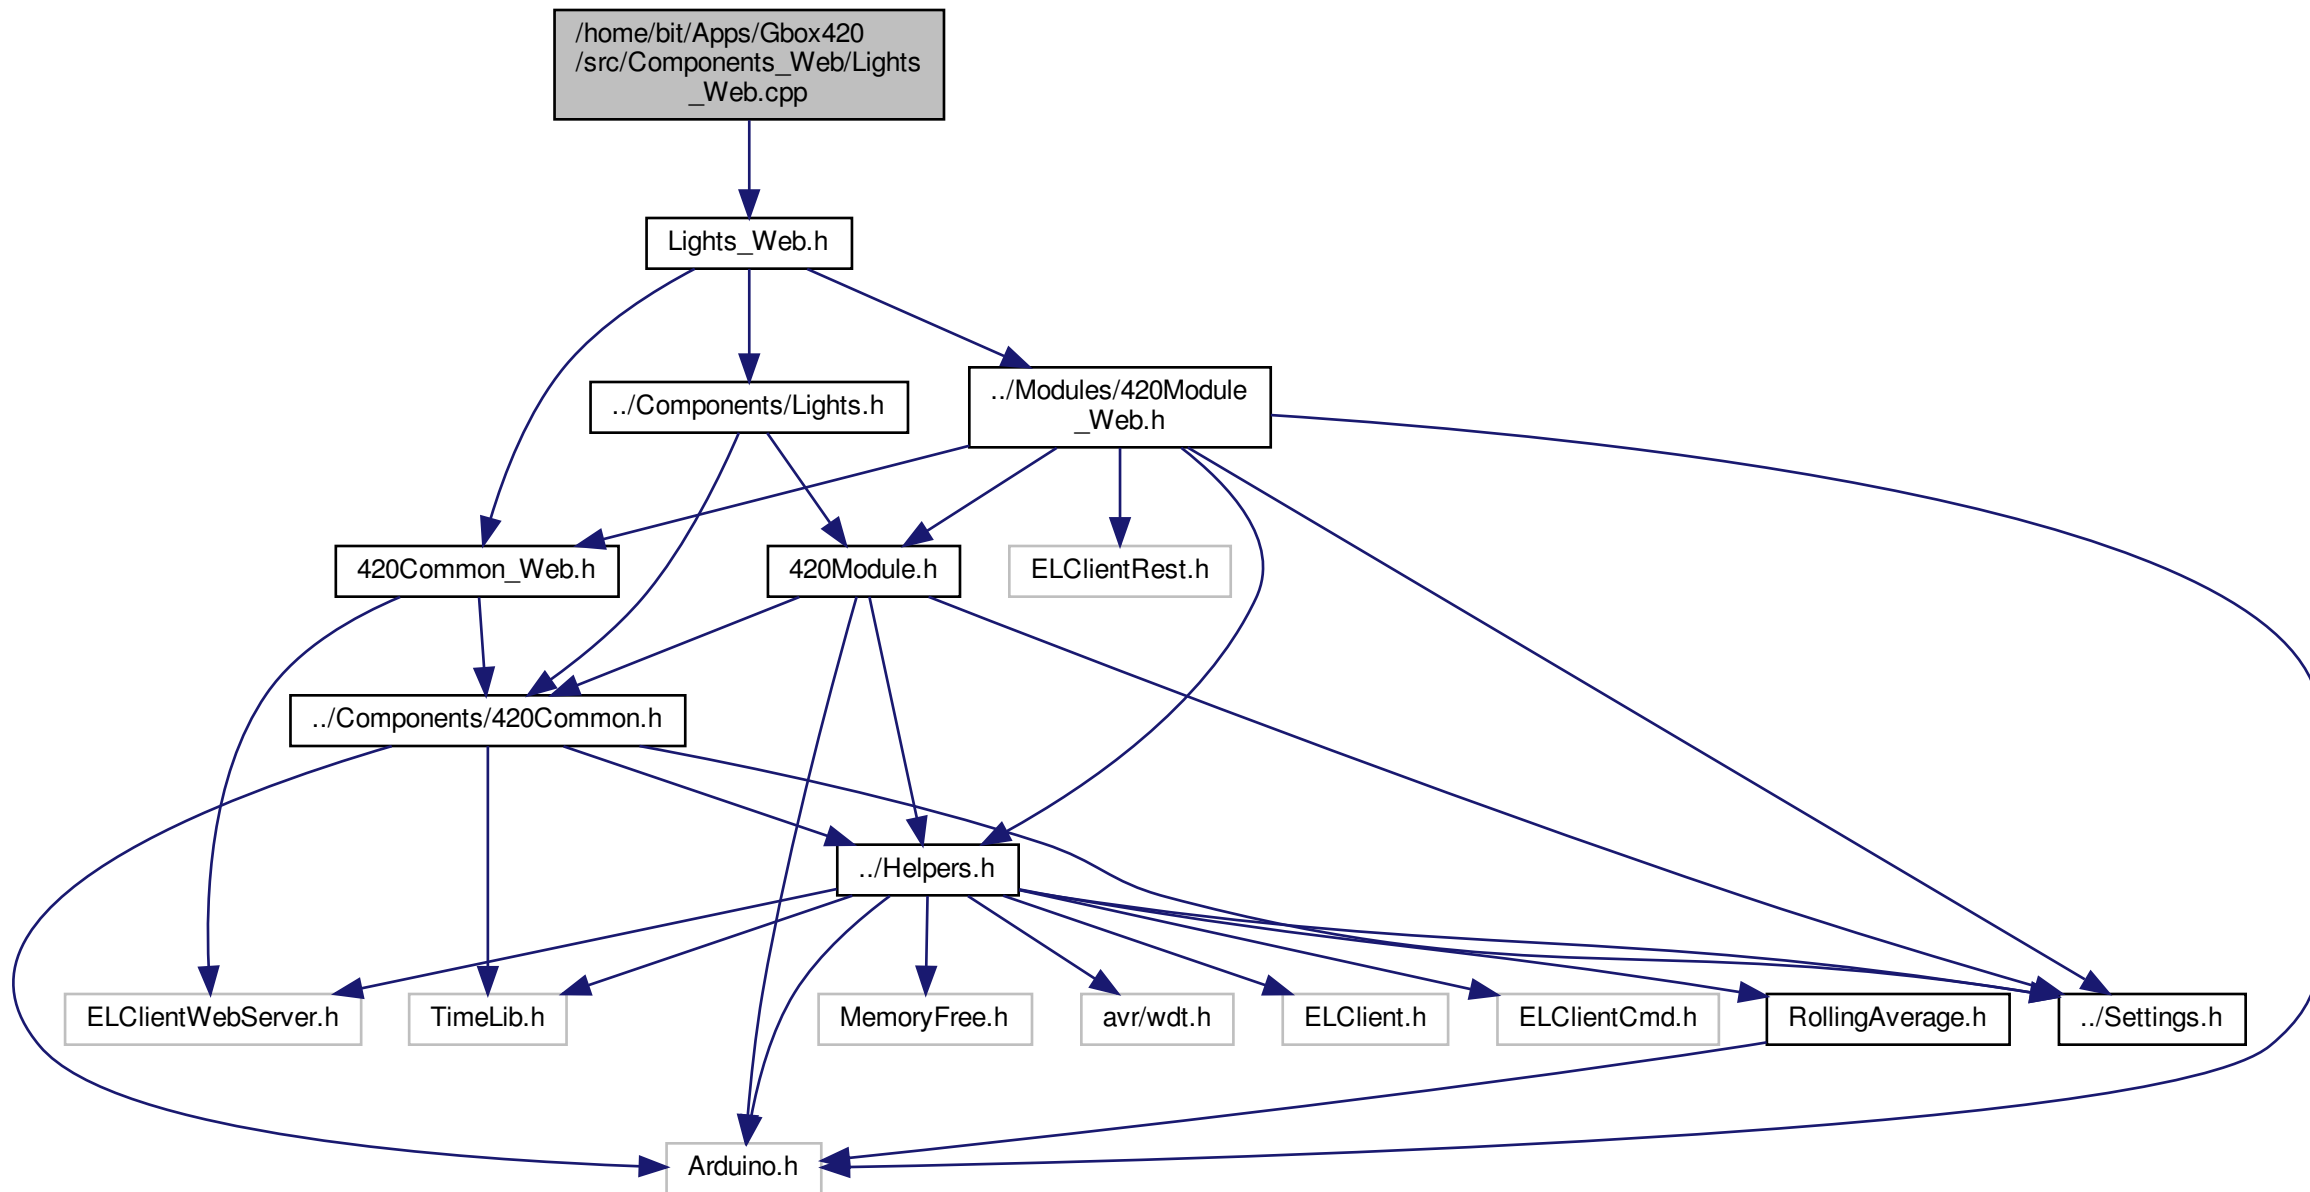 /home/bit/Apps/Gbox420
/src/Components_Web/Lights
_Web.cpp
Lights_Web.h
../Components/Lights.h
../Modules/420Module
_Web.h
420Common_Web.h
420Module.h
ELClientRest.h
../Components/420Common.h
../Helpers.h
ELClientWebServer.h
TimeLib.h
MemoryFree.h
avr/wdt.h
ELClient.h
ELClientCmd.h
RollingAverage.h
../Settings.h
Arduino.h